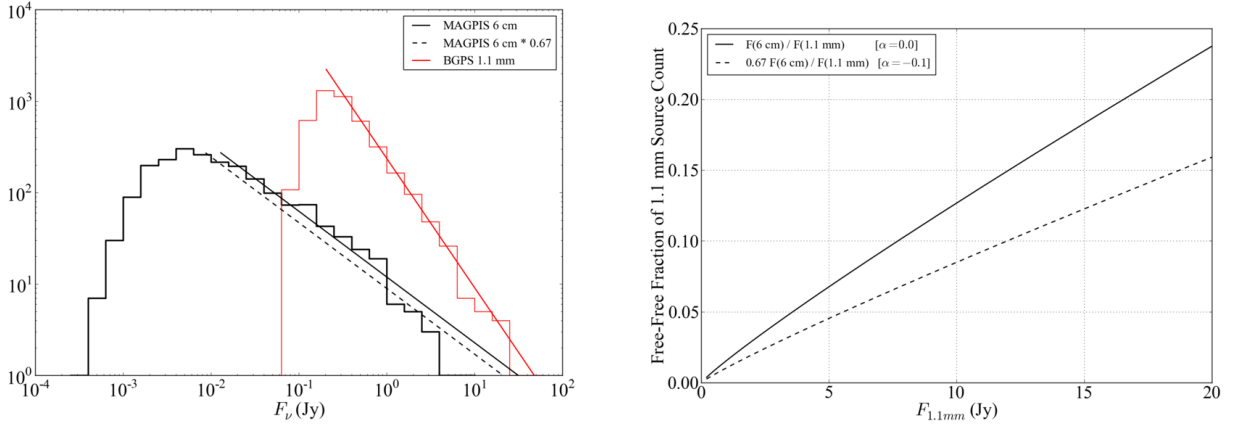 10^4
10^3
10^2
10^1
10^0
10^-4
10^-3
10^-2
10^-1
10^0
10^1
10^2
F_ν (Jy)
MAGPIS 6 cm
MAGPIS 6 cm * 0.67
BGPS 1.1 mm
Free-Free Fraction of 1.1 mm Source Count
0.25
0.20
0.15
0.10
0.05
0.00
0
5
10
15
20
F_1.1mm (Jy)
F(6 cm) / F(1.1 mm) [α=0.0]
0.67 F(6 cm) / F(1.1 mm) [α=−0.1]